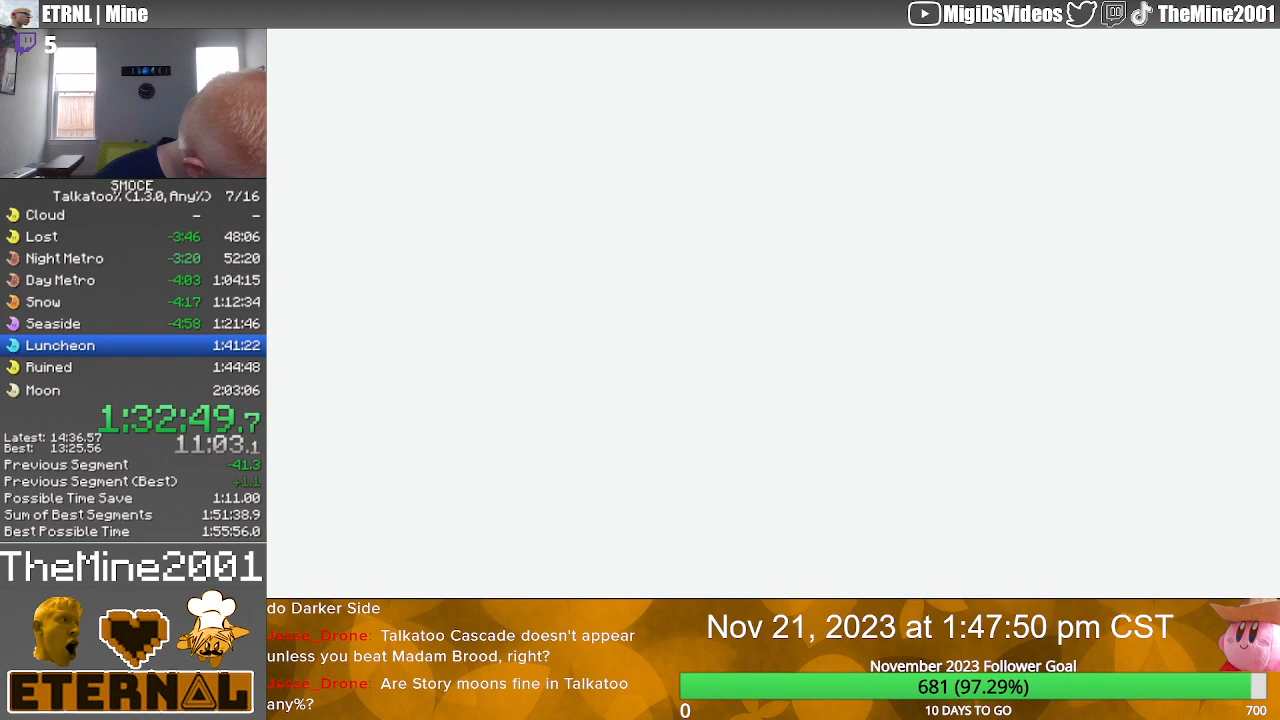 ETRNL | Mine
MigiDsVideos
TheMine2001
5
SMOCE
Talkatoo% (1.3.0, Any%) 7/16
Cloud – –
Lost -3:46 48:06
Night Metro -3:20 52:20
Day Metro -4:03 1:04:15
Snow -4:17 1:12:34
Seaside -4:58 1:21:46
Luncheon 1:41:22
Ruined 1:44:48
Moon 2:03:06
1:32:49.7
Latest: 14:36.57
Best: 13:25.56
11:03.1
Previous Segment -41.3
Previous Segment (Best) +1.1
Possible Time Save 1:11.00
Sum of Best Segments 1:51:38.9
Best Possible Time 1:55:56.0
TheMine2001
ETERNAL
do Darker Side
Jesse_Drone: Talkatoo Cascade doesn't appear
unless you beat Madam Brood, right?
Jesse_Drone: Are Story moons fine in Talkatoo
any%?
Nov 21, 2023 at 1:47:50 pm CST
November 2023 Follower Goal
681 (97.29%)
0
10 DAYS TO GO
700